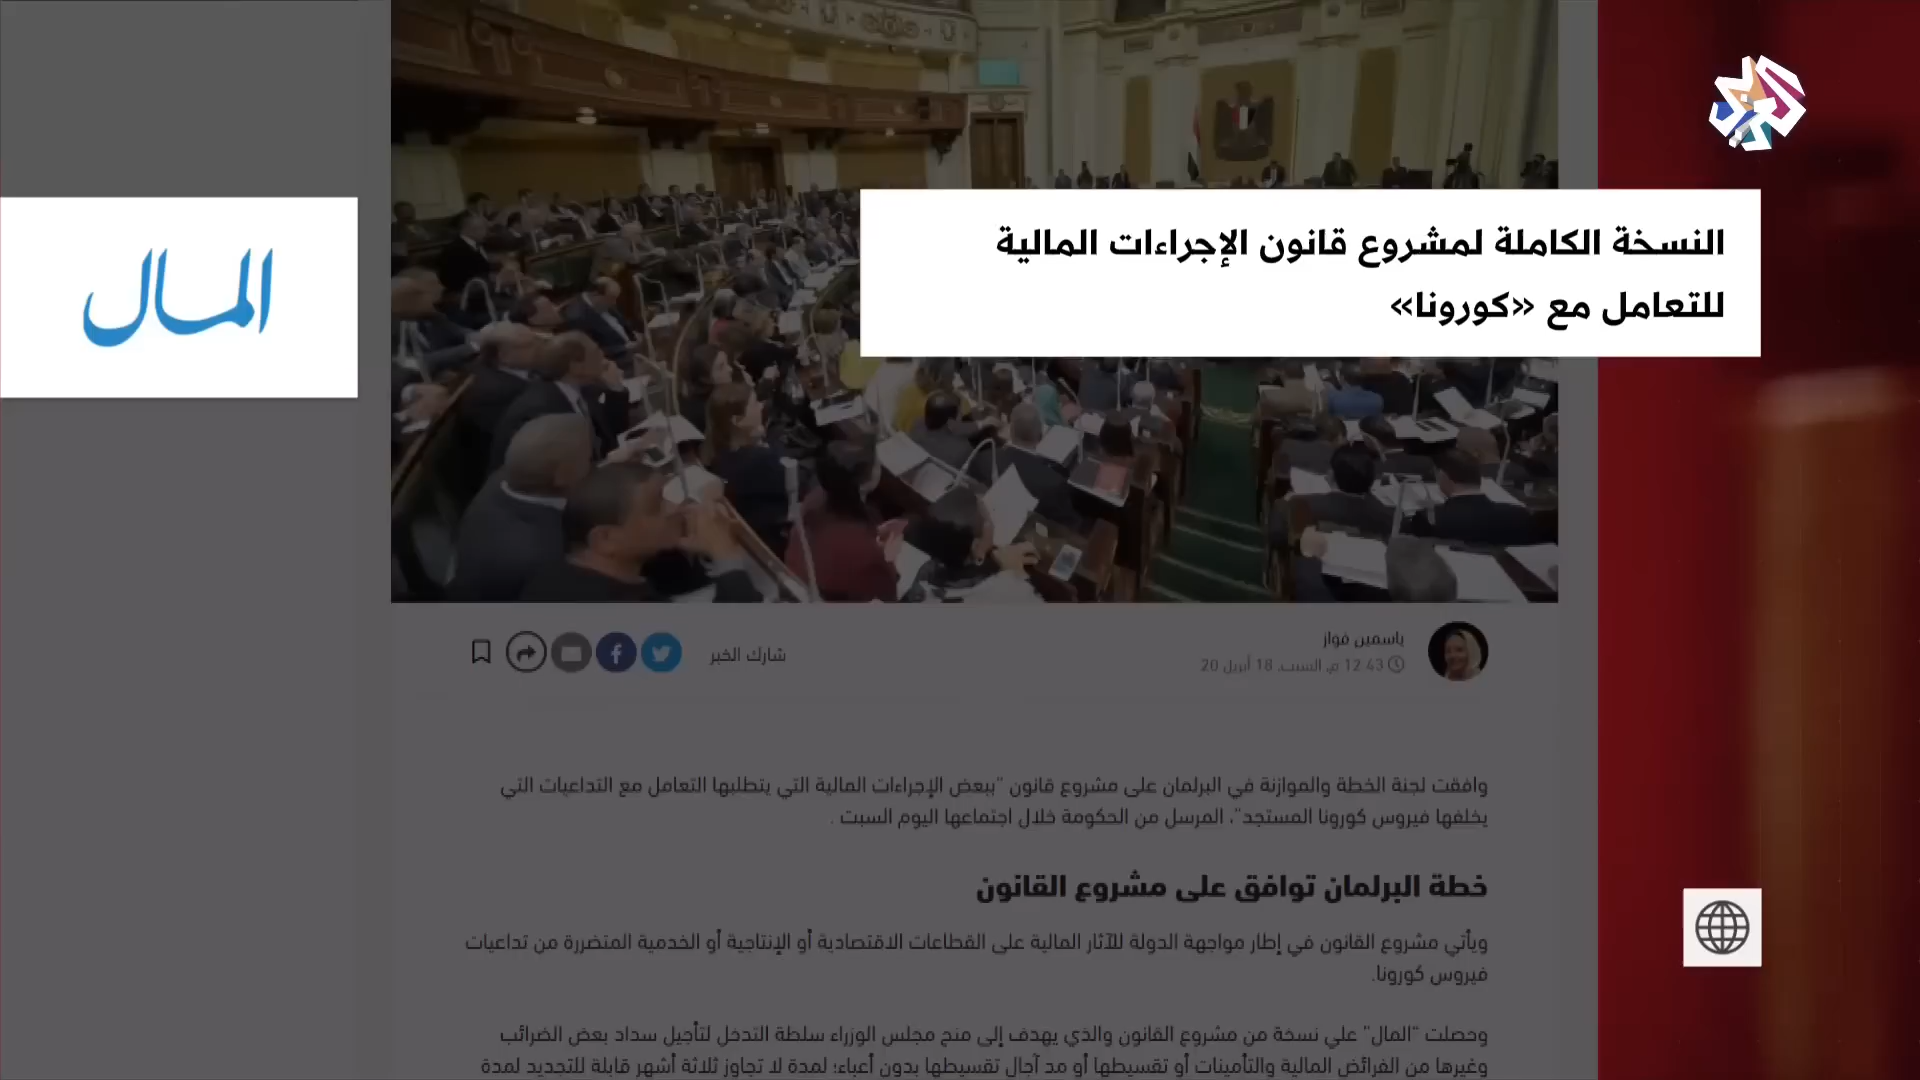 النسخة الكاملة لمشروع قانون الإجراءات المالية
للتعامل مع «كورونا»
المال
ياسمين فواز
12:43 م, السبت, 18 أبريل 20
شارك الخبر
وافقت لجنة الخطة والموازنة في البرلمان على مشروع قانون "ببعض الإجراءات المالية التي يتطلبها التعامل مع التداعيات التي
يخلفها فيروس كورونا المستجد"، المرسل من الحكومة خلال اجتماعها اليوم السبت .
خطة البرلمان توافق على مشروع القانون
ويأتي مشروع القانون في إطار مواجهة الدولة للآثار المالية على القطاعات الاقتصادية أو الإنتاجية أو الخدمية المتضررة من تداعيات
فيروس كورونا.
وحصلت "المال" علي نسخة من مشروع القانون والذي يهدف إلى منح مجلس الوزراء سلطة التدخل لتأجيل سداد بعض الضرائب
وغيرها من الفرائض المالية والتأمينات أو تقسيطها أو مد آجال تقسيطها بدون أعباء؛ لمدة لا تجاوز ثلاثة أشهر قابلة للتجديد لمدة